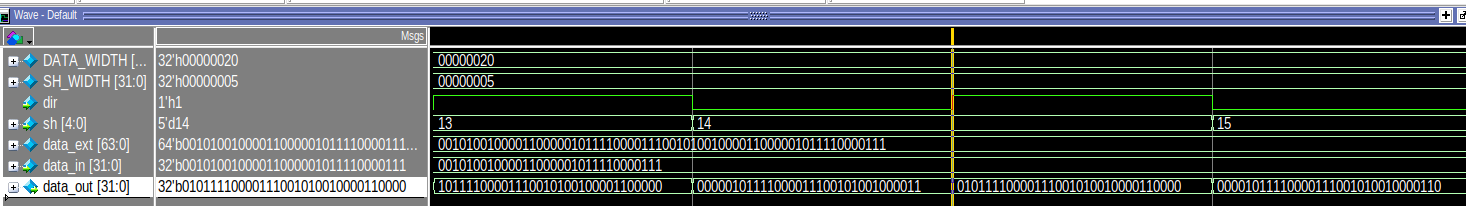 Wave - Default
Msgs
DATA_WIDTH [... 32'h00000020 00000020
SH_WIDTH [31:0] 32'h00000005 00000005
dir 1'h1
sh [4:0] 5'd14 13 14 15
data_ext [63:0] 64'b00101001000011000001011110000111... 0010100100001100000101111000011100101001000011000001011110000111
data_in [31:0] 32'b00101001000011000001011110000111 00101001000011000001011110000111
data_out [31:0] 32'b01011110000111001010010000110000 10111100001110010100100001100000 00000101111000011100101001000011 01011110000111001010010000110000 00001011110000111001010010000110